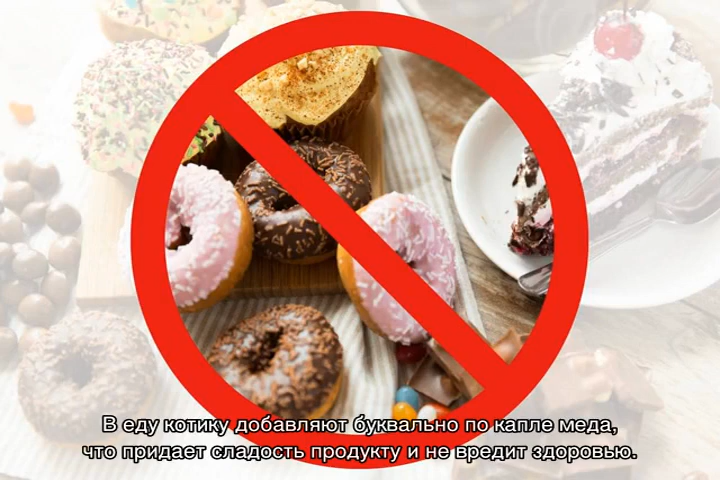 В еду котику добавляют буквально по капле меда,
что придает сладость продукту и не вредит здоровью.